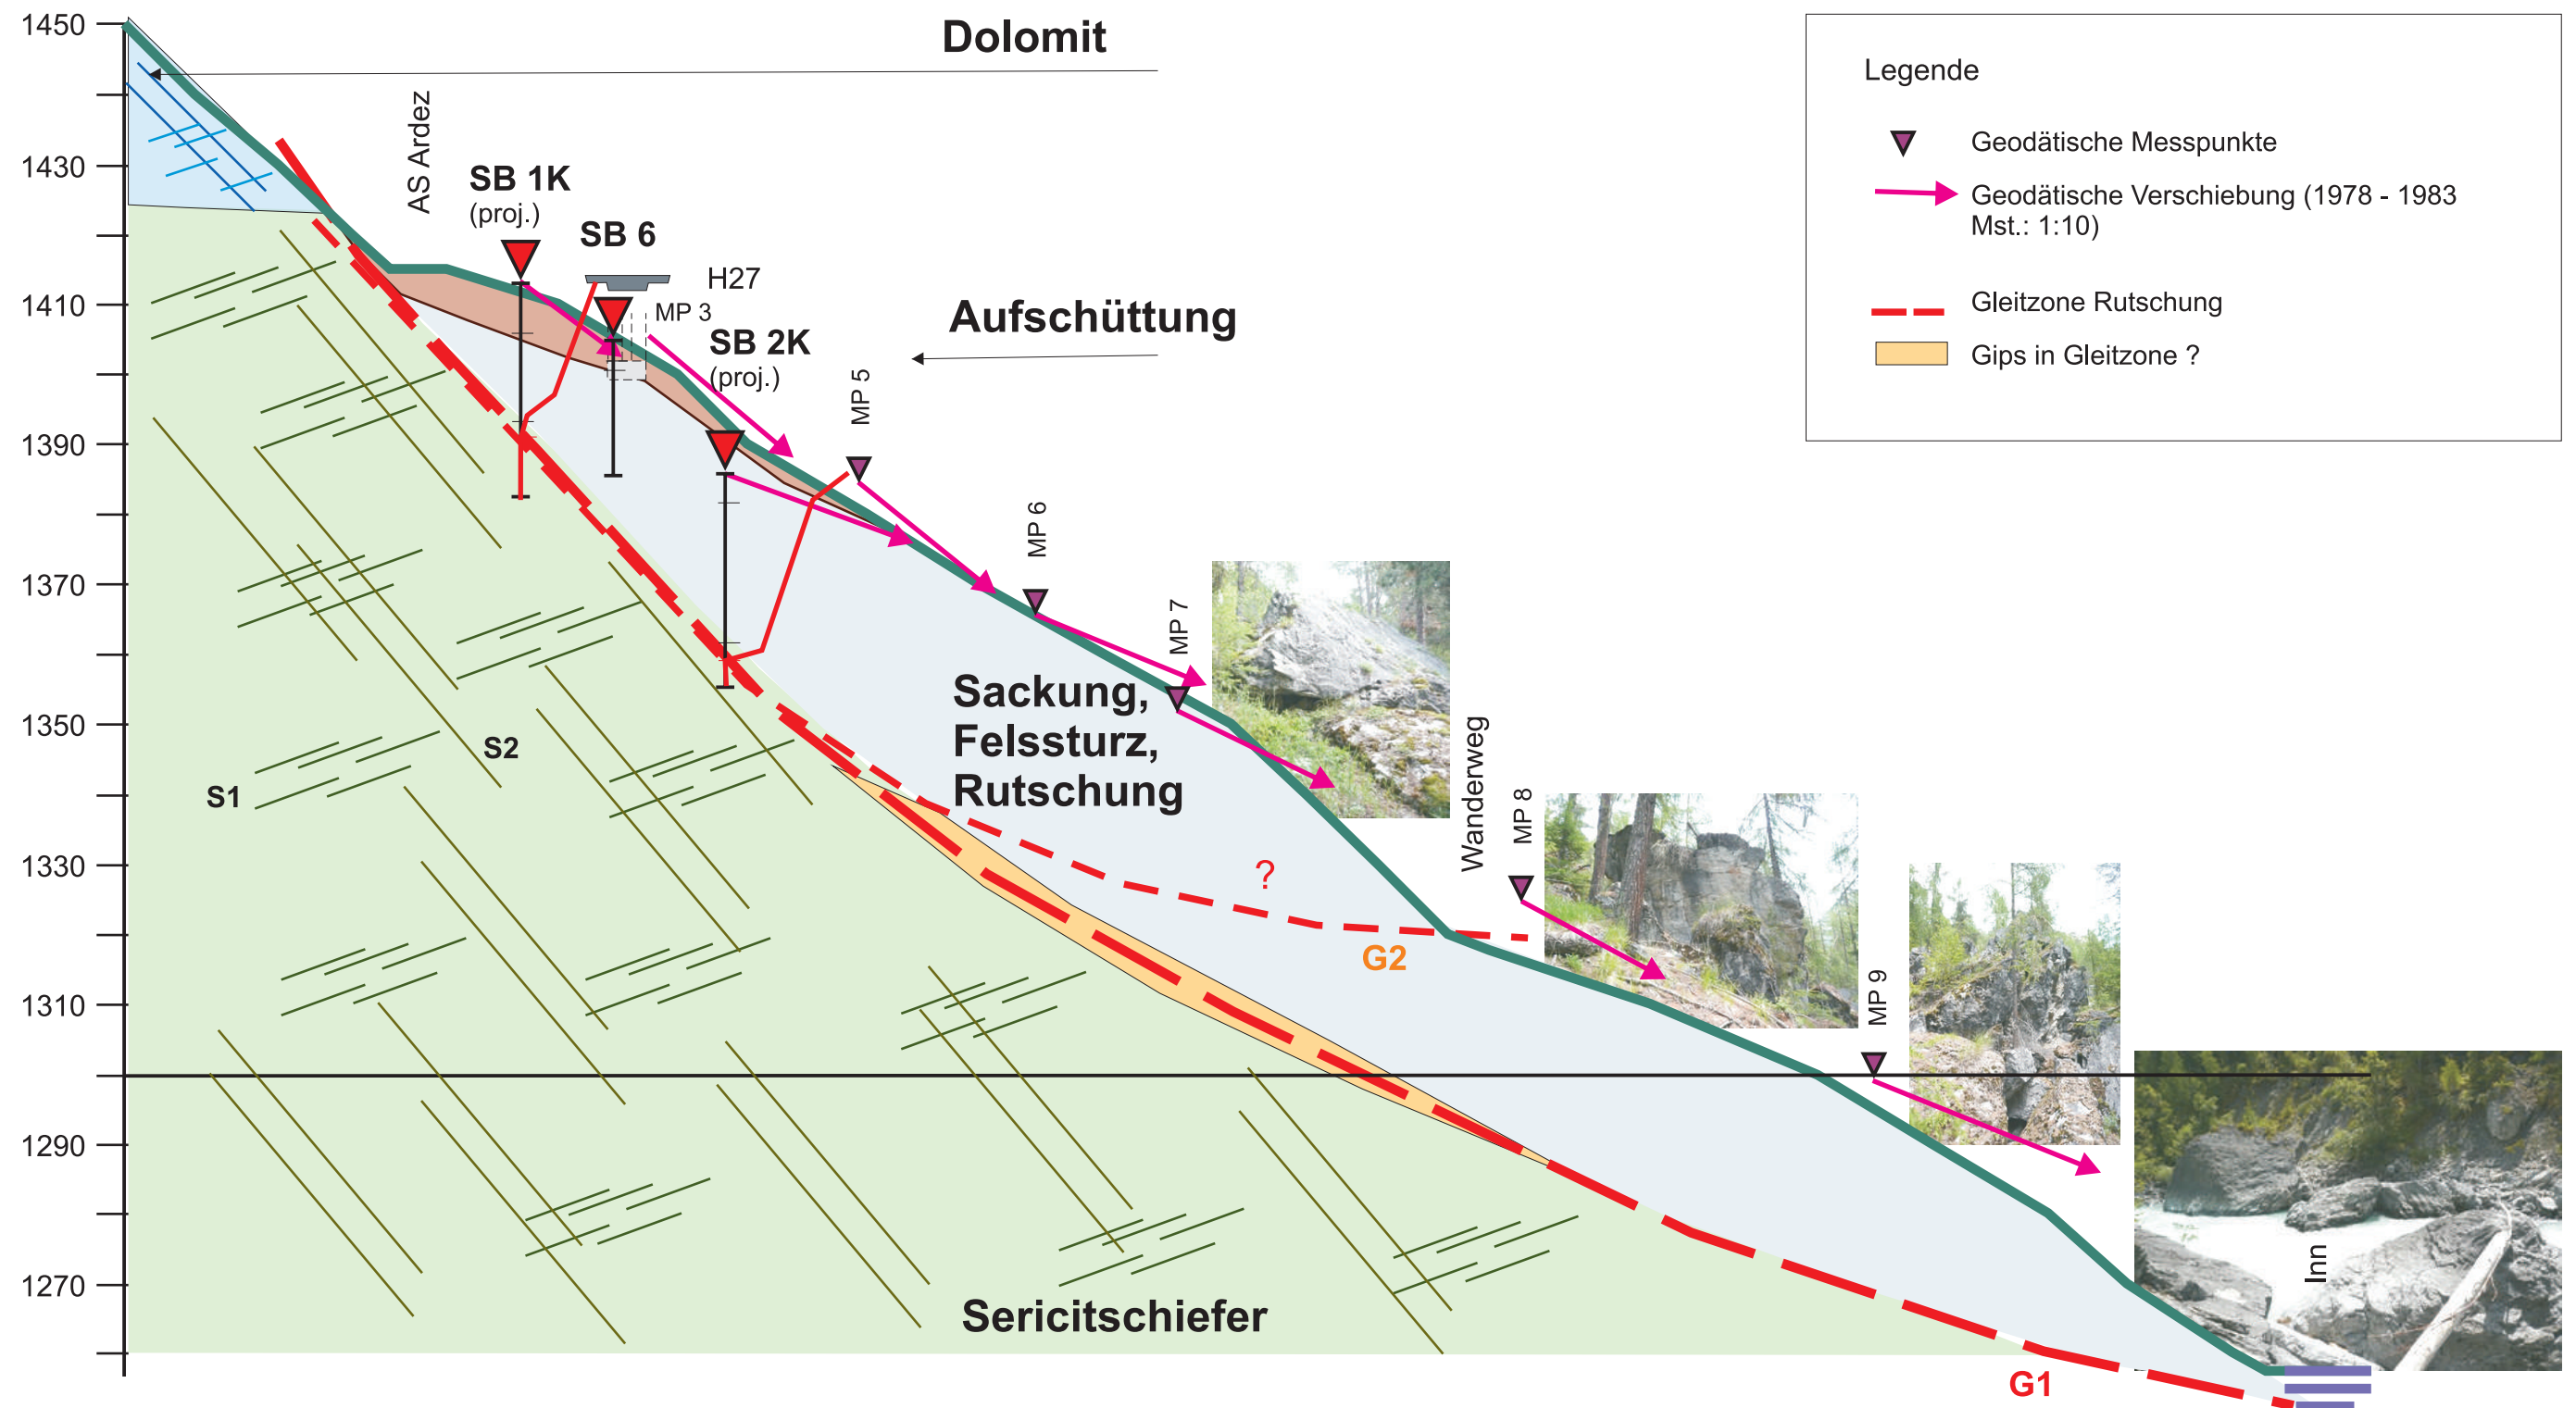 1450
1430
1410
1390
1370
1350
1330
1310
1290
1270
Dolomit
AS Ardez
SB 1K
(proj.)
SB 6
H27
MP 3
SB 2K
(proj.)
Aufschüttung
MP 5
MP 6
MP 7
Wanderweg
MP 8
MP 9
Inn
Sackung,
Felssturz,
Rutschung
?
G2
S2
S1
Sericitschiefer
G1
Legende
Geodätische Messpunkte
Geodätische Verschiebung (1978 - 1983
Mst.: 1:10)
Gleitzone Rutschung
Gips in Gleitzone ?